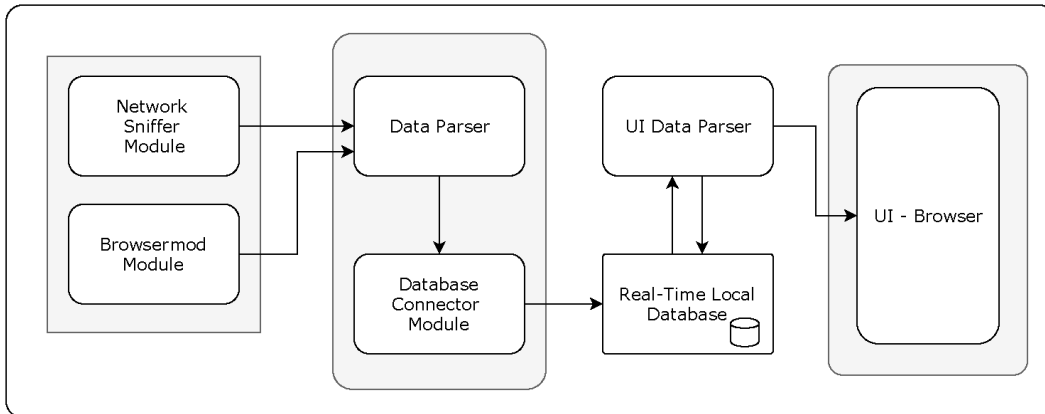 Network
Sniffer
Module
Browsermod
Module
Data Parser
Database
Connector
Module
UI Data Parser
Real-Time Local
Database
UI - Browser